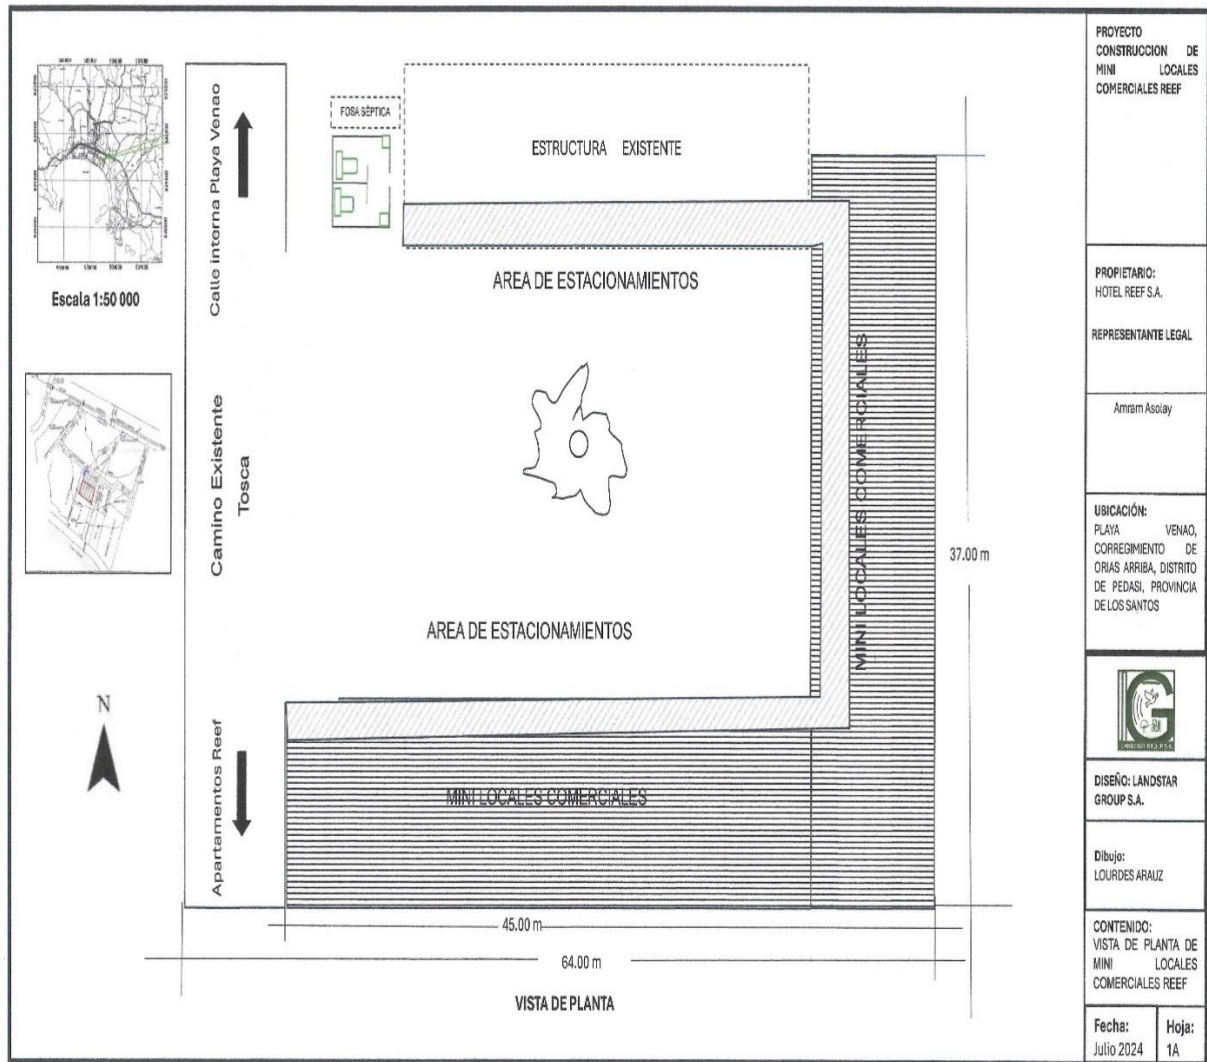 Escala 1:50 000
N
Calle interna Playa Venao
Camino Existente
Tosca
Apartamentos Reef
FOSA SÉPTICA
ESTRUCTURA EXISTENTE
AREA DE ESTACIONAMIENTOS
AREA DE ESTACIONAMIENTOS
MINI LOCALES COMERCIALES
MINI LOCALES COMERCIALES
37.00 m
45.00 m
64.00 m
VISTA DE PLANTA
PROYECTO
CONSTRUCCION DE
MINI LOCALES
COMERCIALES REEF
PROPIETARIO:
HOTEL REEF S.A.
REPRESENTANTE LEGAL
Amram Asolay
UBICACIÓN:
PLAYA VENAO,
CORREGIMIENTO DE
ORIAS ARRIBA, DISTRITO
DE PEDASI, PROVINCIA
DE LOS SANTOS
DISEÑO: LANDSTAR
GROUP S.A.
Dibujo:
LOURDES ARAUZ
CONTENIDO:
VISTA DE PLANTA DE
MINI LOCALES
COMERCIALES REEF
Fecha:
Julio 2024
Hoja:
1A